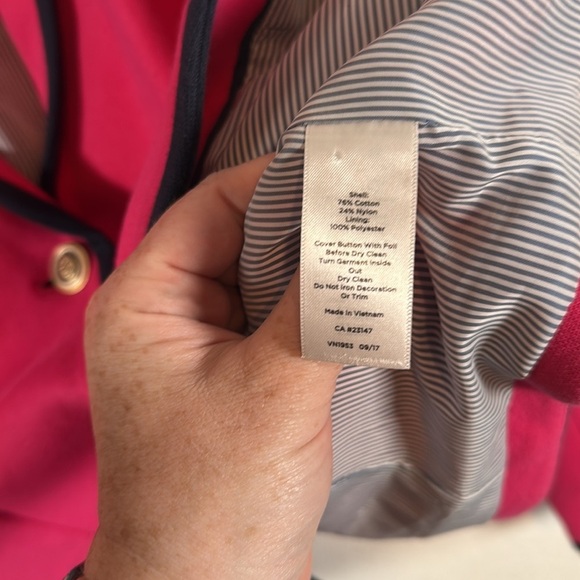 Shell:
76% Cotton
24% Nylon
Lining:
100% Polyester
Cover Button With Foil
Before Dry Clean
Turn Garment Inside
Out
Dry Clean
Do Not Iron Decoration
Or Trim
Made in Vietnam
CA #23147
VN1953 09/17